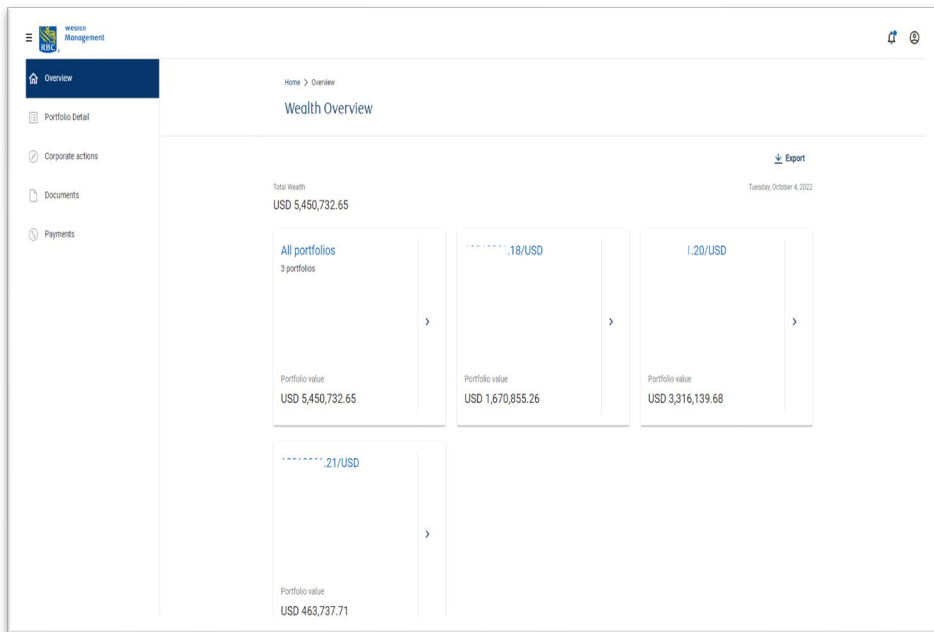 Wealth
Management
RBC
Overview
Portfolio Detail
Corporate actions
Documents
Payments
Home > Overview
Wealth Overview
Export
Total Wealth
Tuesday, October 4, 2022
USD 5,450,732.65
All portfolios
3 portfolios
.18/USD
.20/USD
Portfolio value
USD 5,450,732.65
Portfolio value
USD 1,670,855.26
Portfolio value
USD 3,316,139.68
.21/USD
Portfolio value
USD 463,737.71